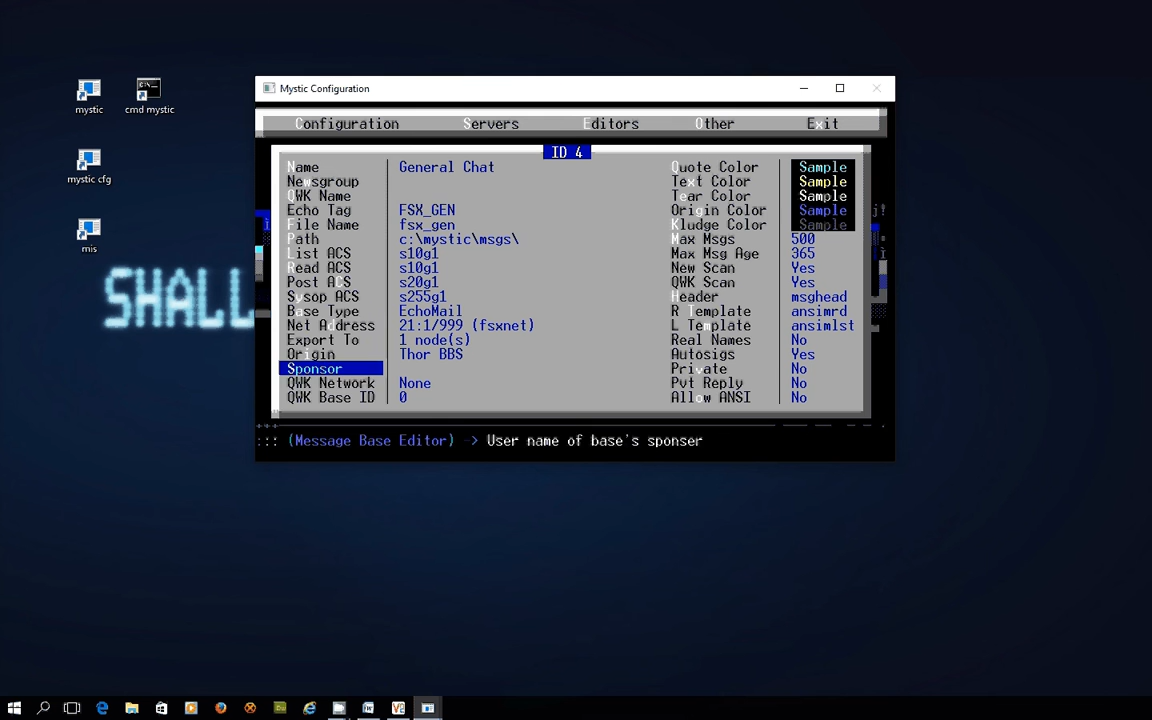 mystic
cmd mystic
mystic cfg
mis
SHALL
Mystic Configuration
Configuration Servers Editors Other Exit
ID 4
Name General Chat Quote Color Sample
Newsgroup Text Color Sample
QWK Name Tear Color Sample
Echo Tag FSX_GEN Origin Color Sample
File Name fsx_gen Kludge Color Sample
Path c:\mystic\msgs\ Max Msgs 500
List ACS s10g1 Max Msg Age 365
Read ACS s10g1 New Scan Yes
Post ACS s20g1 QWK Scan Yes
Sysop ACS s255g1 Header msghead
Base Type EchoMail R Template ansimrd
Net Address 21:1/999 (fsxnet) L Template ansimlst
Export To 1 node(s) Real Names No
Origin Thor BBS Autosigs Yes
Sponsor Private No
QWK Network None Pvt Reply No
QWK Base ID 0 Allow ANSI No
::: (Message Base Editor) -> User name of base's sponser